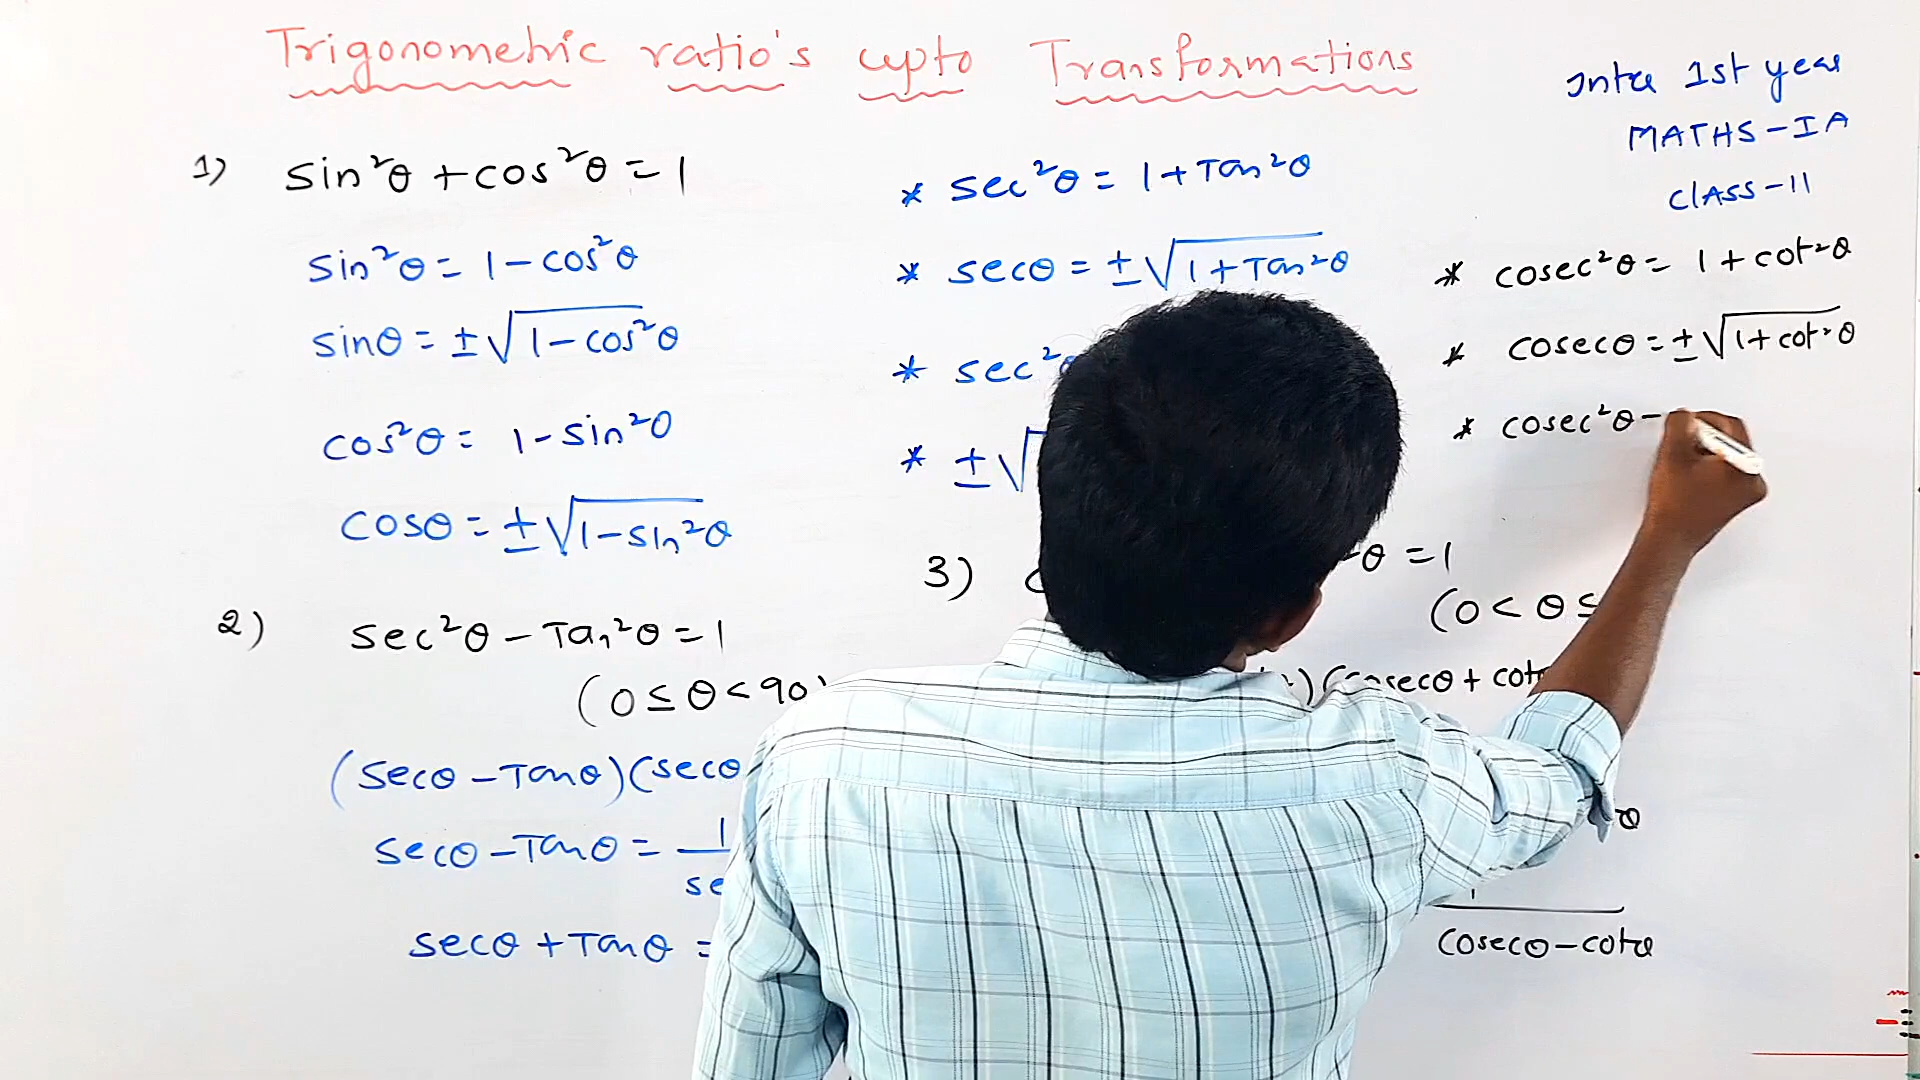 Trigonometric ratio's upto Transformations
Inter 1st year
MATHS-IA
ClASS-11
1) sin²θ + cos²θ = 1
sin²θ = 1 - cos²θ
sinθ = ±√1-cos²θ
cos²θ = 1 - sin²θ
cosθ = ±√1-sin²θ
2) sec²θ - Tan²θ = 1
(0 ≤ θ < 90
(secθ - Tanθ)(secθ
secθ - Tanθ = 1
secθ + Tanθ =
* sec²θ = 1 + Tan²θ
* secθ = ±√1+Tan²θ
* sec²
* ±√
3)
²θ = 1
(0 < θ ≤
)(cosecθ + cot
θ
cosecθ - cotθ
* cosec²θ = 1 + cot²θ
* cosecθ = ±√1+cot²θ
* cosec²θ -